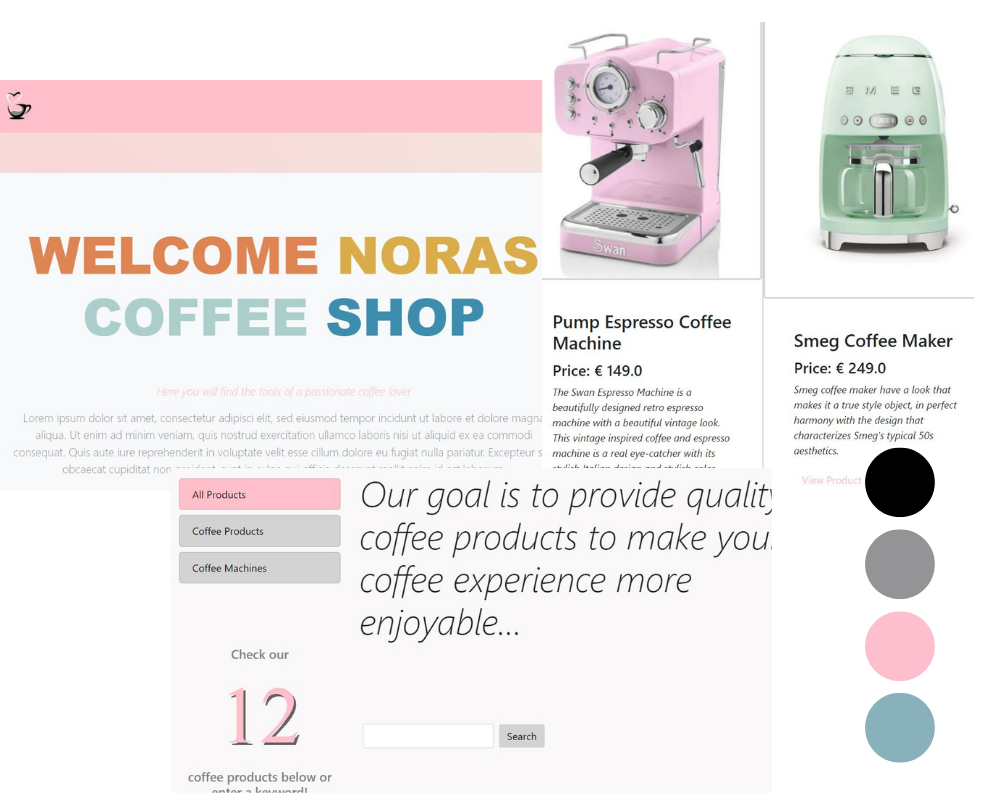 WELCOME NORAS
COFFEE SHOP
Here you will find the tools of a passionate coffee lover
Lorem ipsum dolor sit amet, consectetur adipisci elit, sed eiusmod tempor incidunt ut labore et dolore magna
aliqua. Ut enim ad minim veniam, quis nostrud exercitation ullamco laboris nisi ut aliquid ex ea commodi
consequat. Quis aute iure reprehenderit in voluptate velit esse cillum dolore eu fugiat nulla pariatur. Excepteur s
obcaecat cupiditat non
SMEG
Swan
Pump Espresso Coffee
Machine
Price: € 149.0
The Swan Espresso Machine is a
beautifully designed retro espresso
machine with a beautiful vintage look.
This vintage inspired coffee and espresso
machine is a real eye-catcher with its
stylish Italian design and stylish color
Smeg Coffee Maker
Price: € 249.0
Smeg coffee maker have a look that
makes it a true style object, in perfect
harmony with the design that
characterizes Smeg's typical 50s
aesthetics.
View Product
All Products
Coffee Products
Coffee Machines
Check our
12
coffee products below or
enter a keyword!
Our goal is to provide quality
coffee products to make you
coffee experience more
enjoyable...
Search